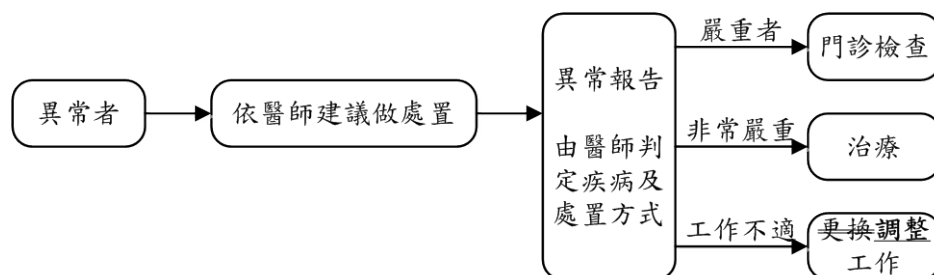 異常者
依醫師建議做處置
異常報告
由醫師判
定疾病及
處置方式
嚴重者
門診檢查
非常嚴重
治療
工作不適
更換調整
工作